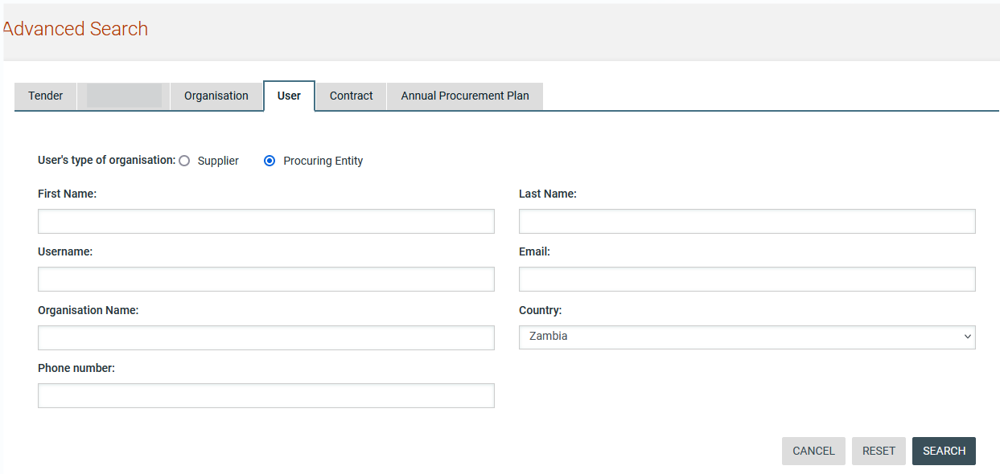 Advanced Search
Tender Organisation User Contract Annual Procurement Plan
User's type of organisation: Supplier Procuring Entity
First Name: Last Name:
Username: Email:
Organisation Name: Country:
Zambia
Phone number:
CANCEL RESET SEARCH